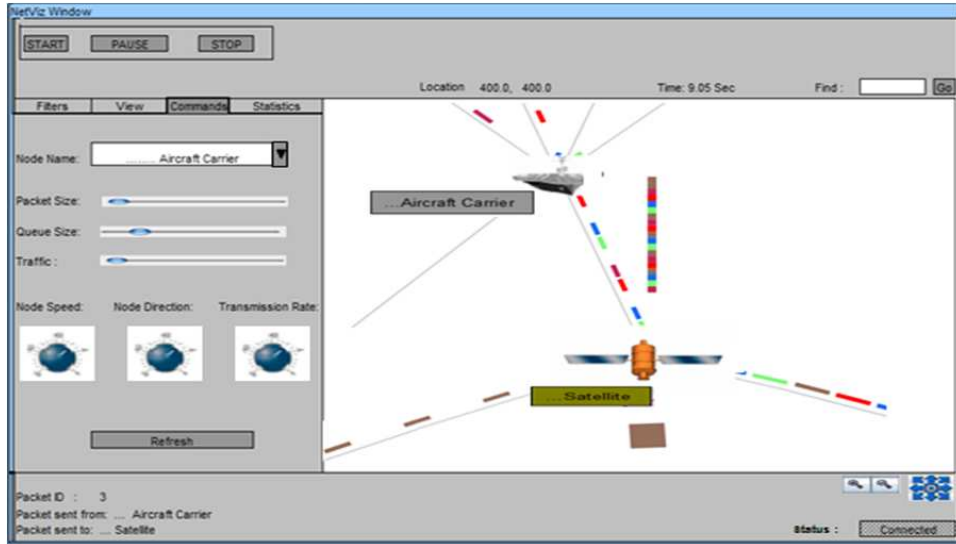 NetViz Window
START PAUSE STOP
Location 400.0, 400.0 Time: 9.05 Sec Find : Go
Filters View Commands Statistics
Node Name: ........ Aircraft Carrier
...Aircraft Carrier
Packet Size:
Queue Size:
Traffic :
Node Speed: Node Direction: Transmission Rate:
...Satellite
Refresh
Packet ID : 3
Packet sent from: ... Aircraft Carrier
Packet sent to: ... Satellite
Status : Connected